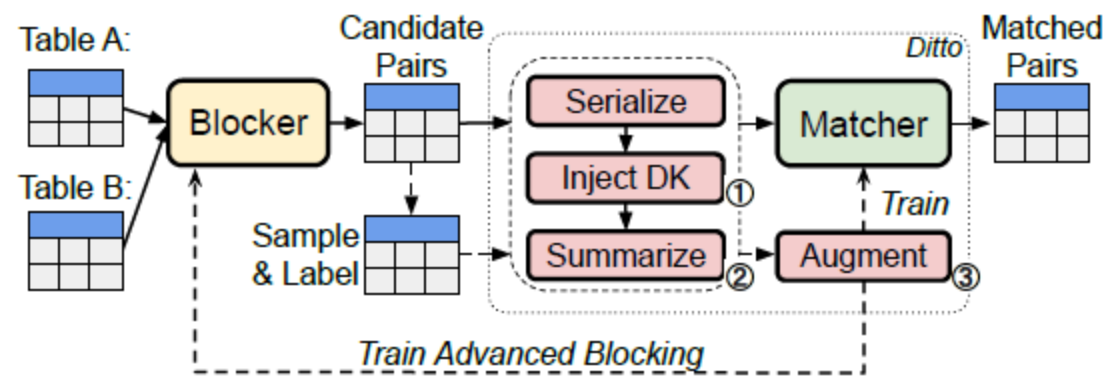 Table A:
Table B:
Blocker
Candidate
Pairs
Sample
& Label
Ditto
Serialize
Inject DK
①
Summarize
②
Matcher
Train
Augment
③
Matched
Pairs
Train Advanced Blocking